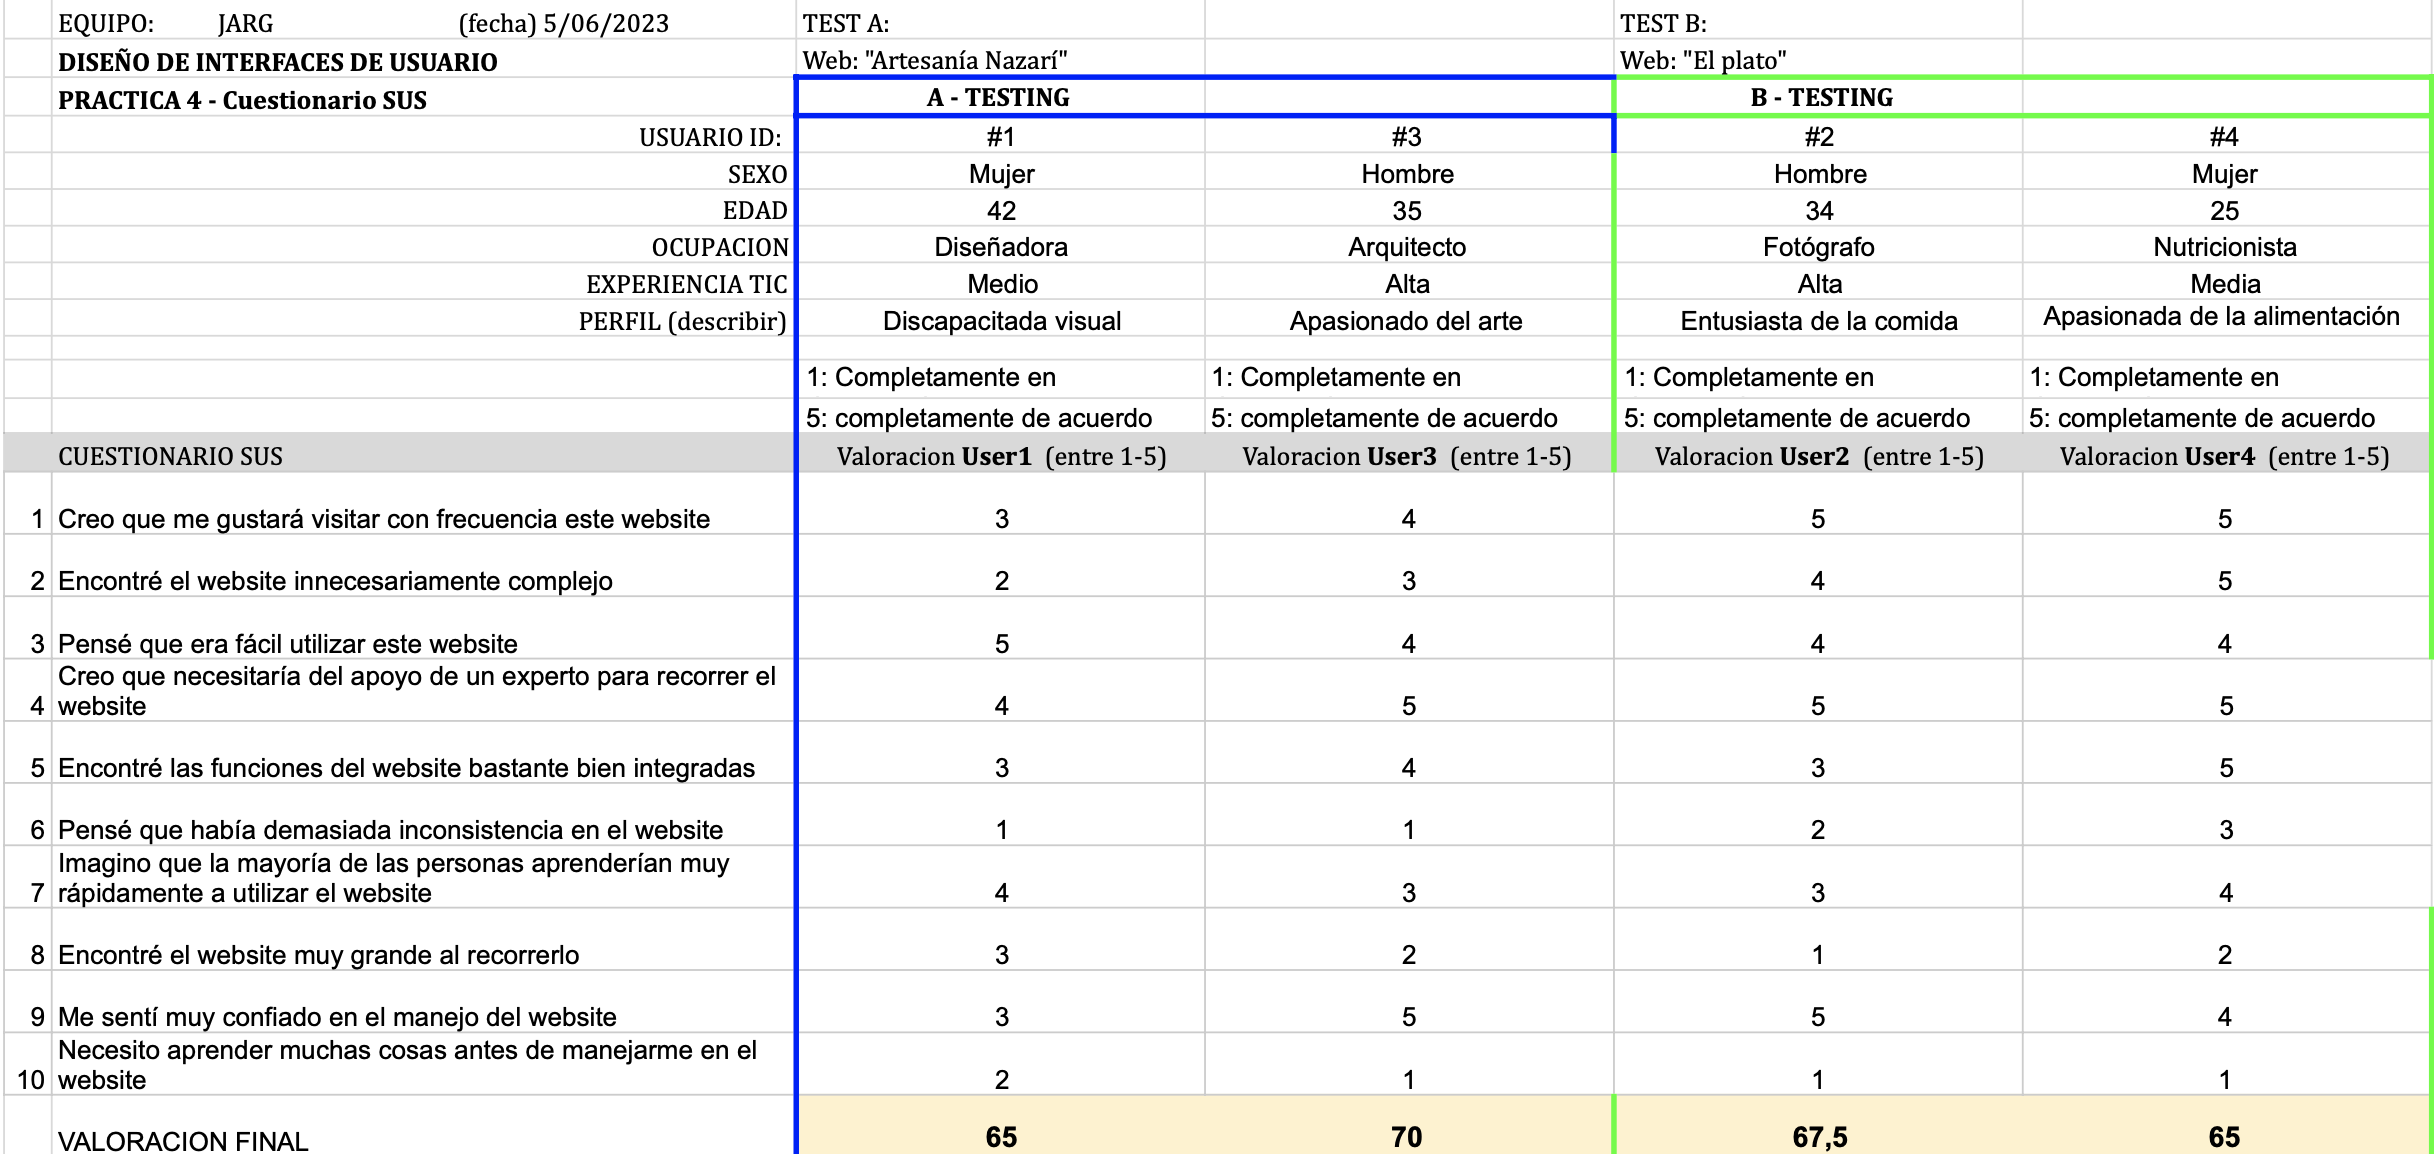 EQUIPO: JARG (fecha) 5/06/2023 TEST A: TEST B:
DISEÑO DE INTERFACES DE USUARIO Web: "Artesanía Nazarí" Web: "El plato"
PRACTICA 4 - Cuestionario SUS A - TESTING B - TESTING
USUARIO ID: #1 #3 #2 #4
SEXO Mujer Hombre Hombre Mujer
EDAD 42 35 34 25
OCUPACION Diseñadora Arquitecto Fotógrafo Nutricionista
EXPERIENCIA TIC Medio Alta Alta Media
PERFIL (describir) Discapacitada visual Apasionado del arte Entusiasta de la comida Apasionada de la alimentación
1: Completamente en 1: Completamente en 1: Completamente en 1: Completamente en
5: completamente de acuerdo 5: completamente de acuerdo 5: completamente de acuerdo 5: completamente de acuerdo
CUESTIONARIO SUS Valoracion User1 (entre 1-5) Valoracion User3 (entre 1-5) Valoracion User2 (entre 1-5) Valoracion User4 (entre 1-5)
1 Creo que me gustará visitar con frecuencia este website 3 4 5 5
2 Encontré el website innecesariamente complejo 2 3 4 5
3 Pensé que era fácil utilizar este website 5 4 4 4
Creo que necesitaría del apoyo de un experto para recorrer el
4 website 4 5 5 5
5 Encontré las funciones del website bastante bien integradas 3 4 3 5
6 Pensé que había demasiada inconsistencia en el website 1 1 2 3
Imagino que la mayoría de las personas aprenderían muy
7 rápidamente a utilizar el website 4 3 3 4
8 Encontré el website muy grande al recorrerlo 3 2 1 2
9 Me sentí muy confiado en el manejo del website 3 5 5 4
Necesito aprender muchas cosas antes de manejarme en el
10 website 2 1 1 1
VALORACION FINAL 65 70 67,5 65